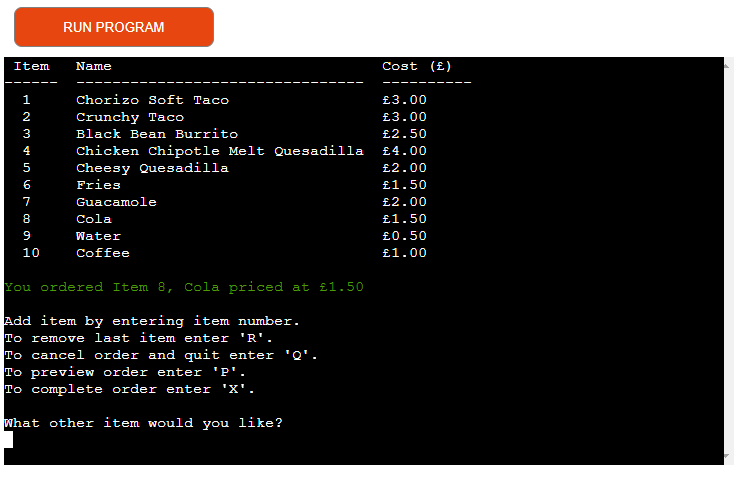 RUN PROGRAM
Item Name Cost (£)
------ -------------------------------- ----------
1 Chorizo Soft Taco £3.00
2 Crunchy Taco £3.00
3 Black Bean Burrito £2.50
4 Chicken Chipotle Melt Quesadilla £4.00
5 Cheesy Quesadilla £2.00
6 Fries £1.50
7 Guacamole £2.00
8 Cola £1.50
9 Water £0.50
10 Coffee £1.00
You ordered Item 8, Cola priced at £1.50
Add item by entering item number.
To remove last item enter 'R'.
To cancel order and quit enter 'Q'.
To preview order enter 'P'.
To complete order enter 'X'.
What other item would you like?